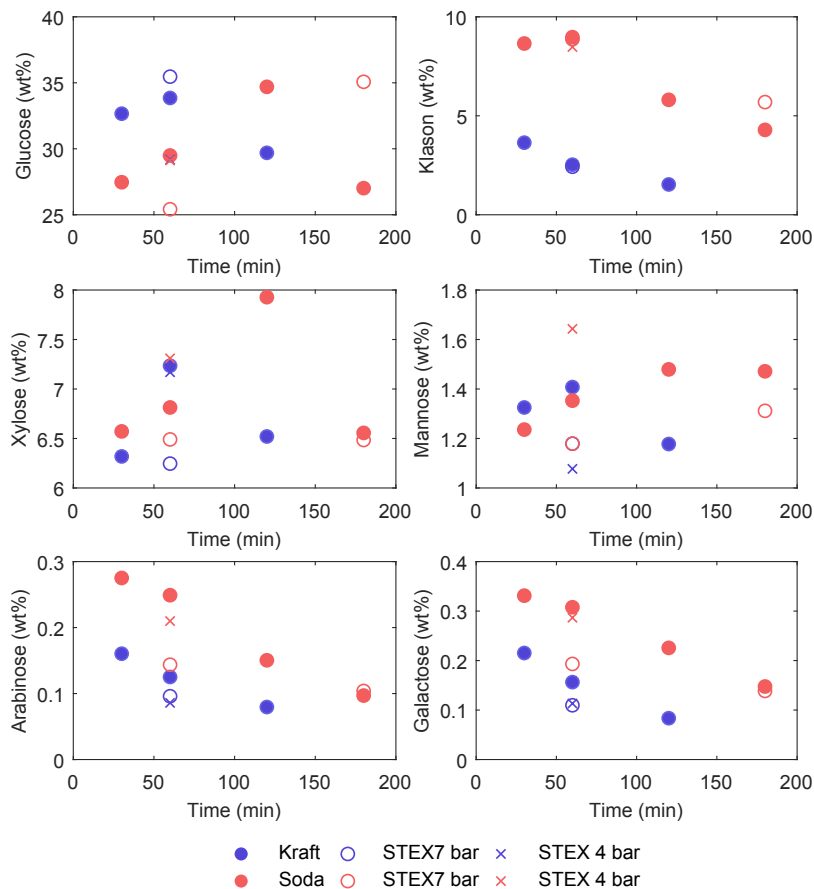 40
35
30
25
Glucose (wt%)
0 50 100 150 200
Time (min)
10
5
0
Klason (wt%)
0 50 100 150 200
Time (min)
8
7.5
7
6.5
6
Xylose (wt%)
0 50 100 150 200
Time (min)
1.8
1.6
1.4
1.2
1
Mannose (wt%)
0 50 100 150 200
Time (min)
0.3
0.2
0.1
0
Arabinose (wt%)
0 50 100 150 200
Time (min)
0.4
0.3
0.2
0.1
0
Galactose (wt%)
0 50 100 150 200
Time (min)
Kraft STEX7 bar STEX 4 bar
Soda STEX7 bar STEX 4 bar